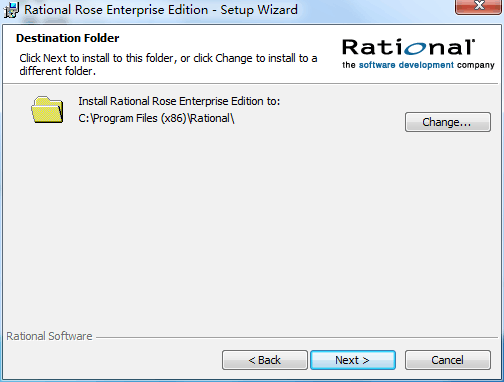 Rational Rose Enterprise Edition - Setup Wizard
Destination Folder
Click Next to install to this folder, or click Change to install to a
different folder.
Rational
the software development company
Install Rational Rose Enterprise Edition to:
C:\Program Files (x86)\Rational\
Change...
Rational Software
< Back
Next >
Cancel